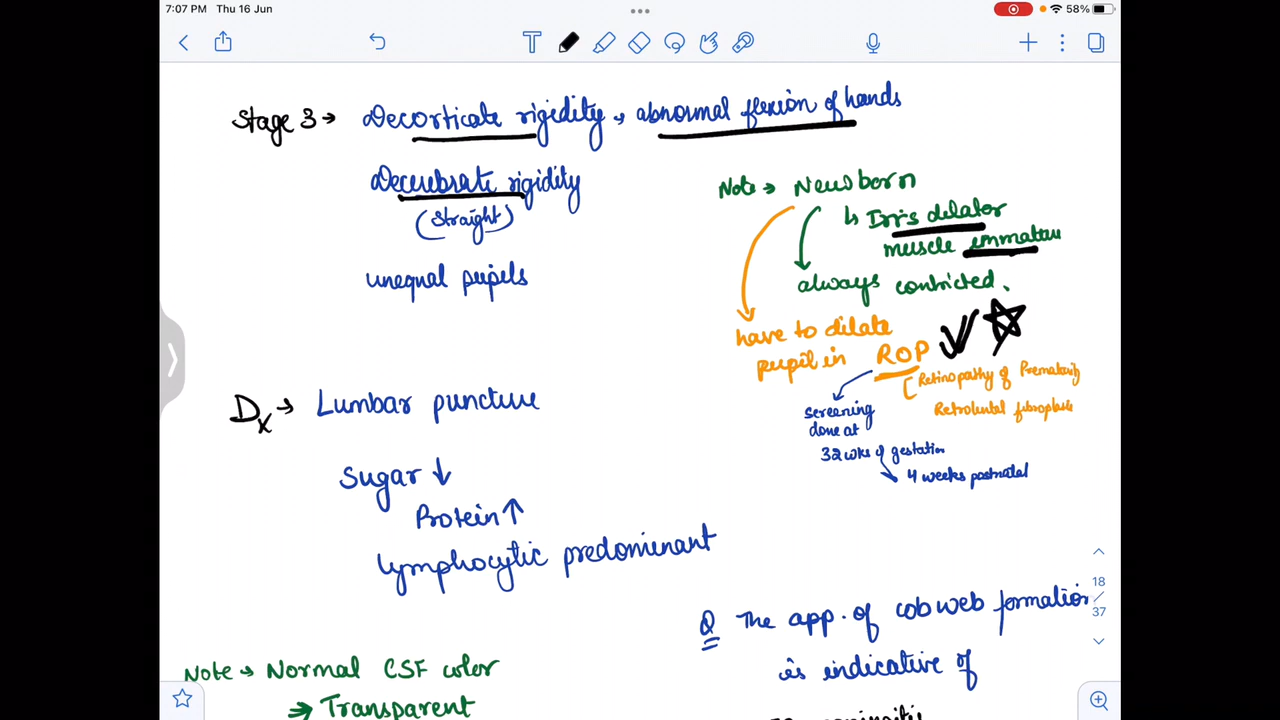 7:07 PM Thu 16 Jun
58%
Stage 3 → Decorticate rigidity → abnormal flexion of hands
Decerebrate rigidity
(straight)
unequal pupils
Note → Newborn
↳ Iris dilator
muscle immature
always contricted.
have to dilate
pupil in ROP
Retinopathy of Prematurity
Retrolental fibroplasia
screening
done at
32 wks of gestation
4 weeks postnatal
Dx → Lumbar puncture
Sugar ↓
Protein ↑
lymphocytic predominant
18
/
37
Q The app. of cobweb formation
is indicative of
Note → Normal CSF color
⇒ Transparent